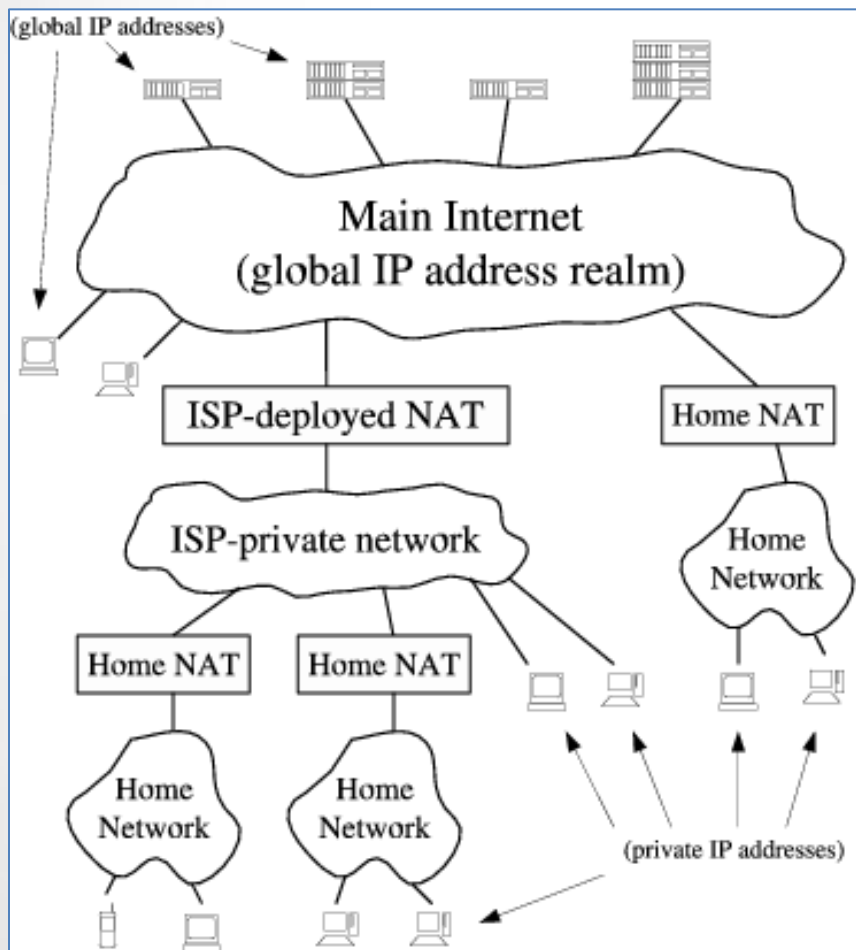 (global IP addresses)
Main Internet
(global IP address realm)
ISP-deployed NAT
Home NAT
ISP-private network
Home
Network
Home NAT
Home NAT
Home
Network
Home
Network
(private IP addresses)